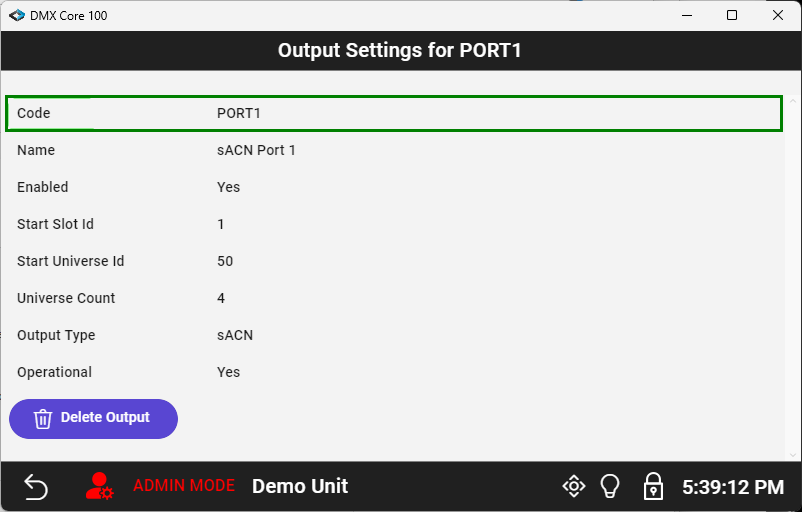 DMX Core 100
Output Settings for PORT1
Code PORT1
Name sACN Port 1
Enabled Yes
Start Slot Id 1
Start Universe Id 50
Universe Count 4
Output Type sACN
Operational Yes
Delete Output
ADMIN MODE Demo Unit 5:39:12 PM